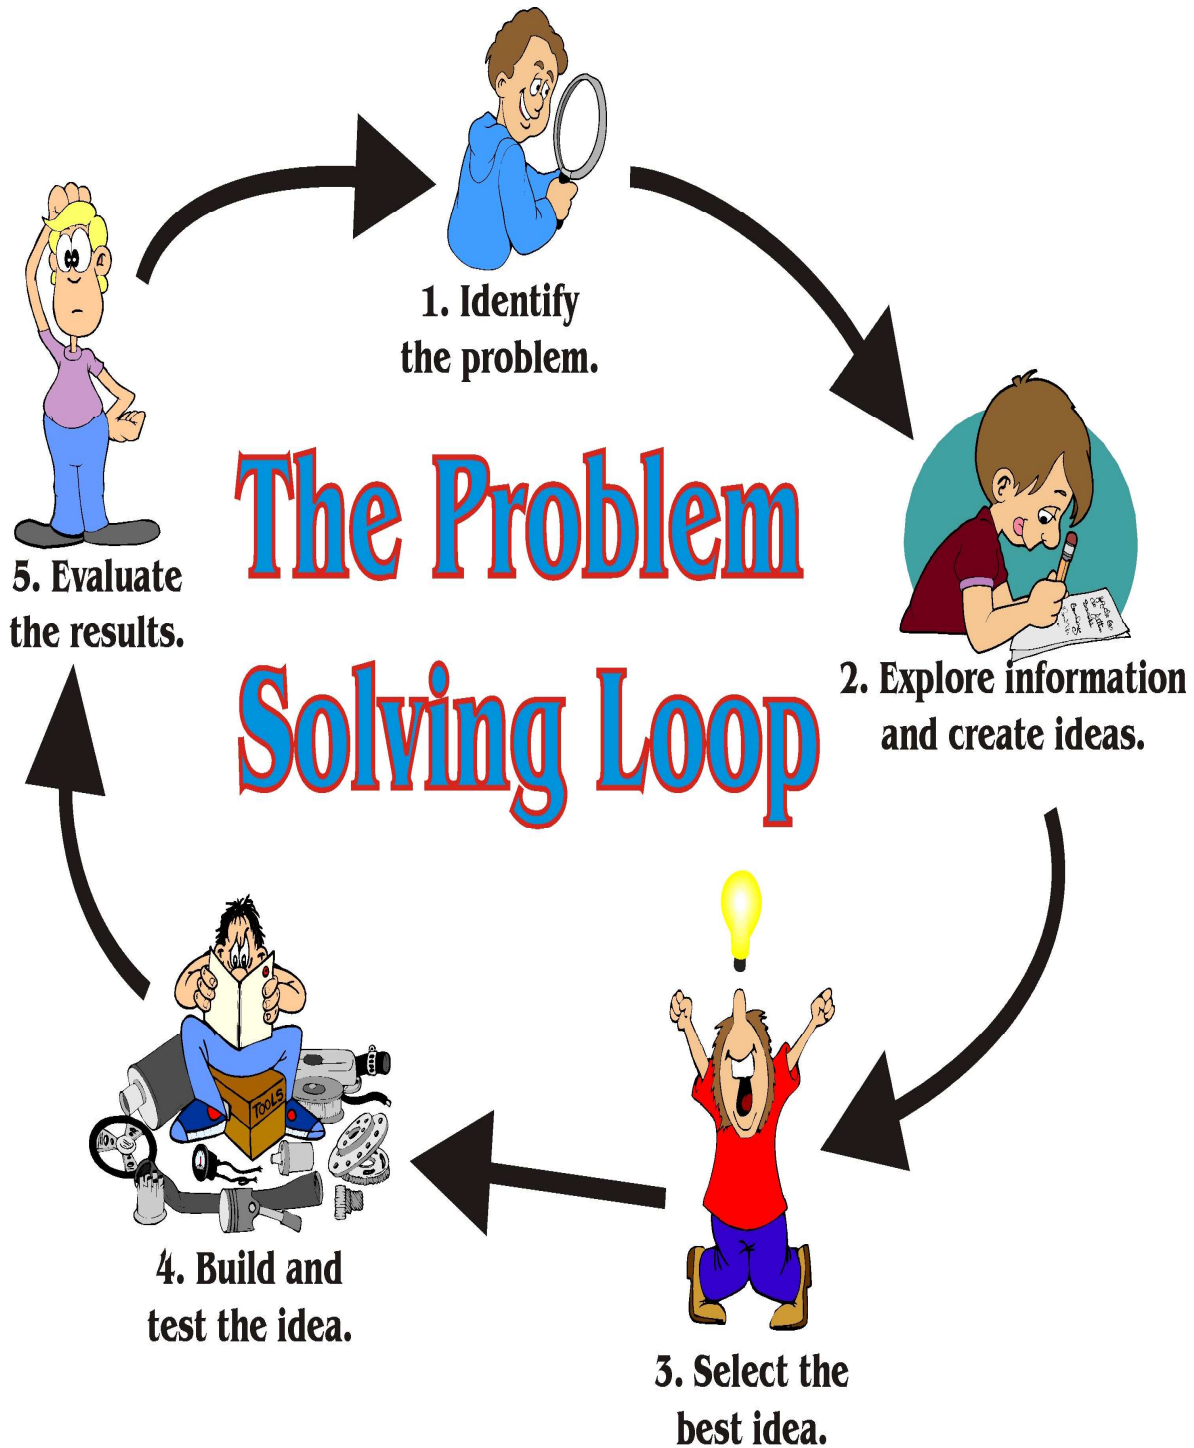 The Problem
Solving Loop
1. Identify
the problem.
2. Explore information
and create ideas.
3. Select the
best idea.
4. Build and
test the idea.
TOOLS
5. Evaluate
the results.